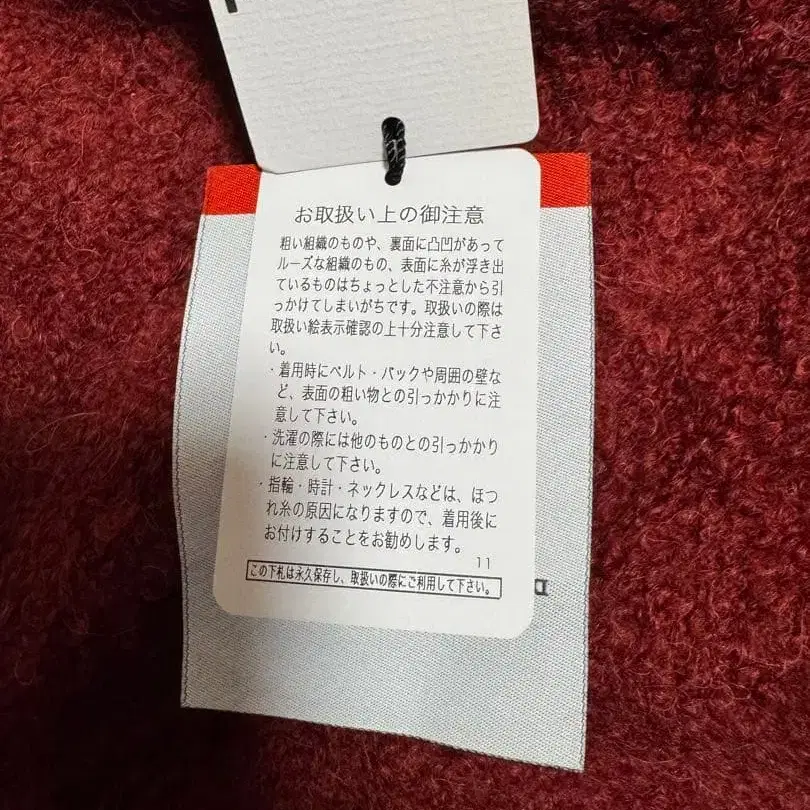 お取扱い上の御注意
粗い組織のものや、裏面に凸凹があって
ルーズな組織のもの、表面に糸が浮き出
ているものはちょっとした不注意から引
っかけてしまいがちです。取扱いの際は
取扱い絵表示確認の上十分注意して下さ
い。
・着用時にベルト・バックや周囲の壁な
ど、表面の粗い物との引っかかりに注
意して下さい。
・洗濯の際には他のものとの引っかかり
に注意して下さい。
・指輪・時計・ネックレスなどは、ほつ
れ糸の原因になりますので、着用後に
お付けすることをお勧めします。
11
この下札は永久保存し、取扱いの際にご利用して下さい。